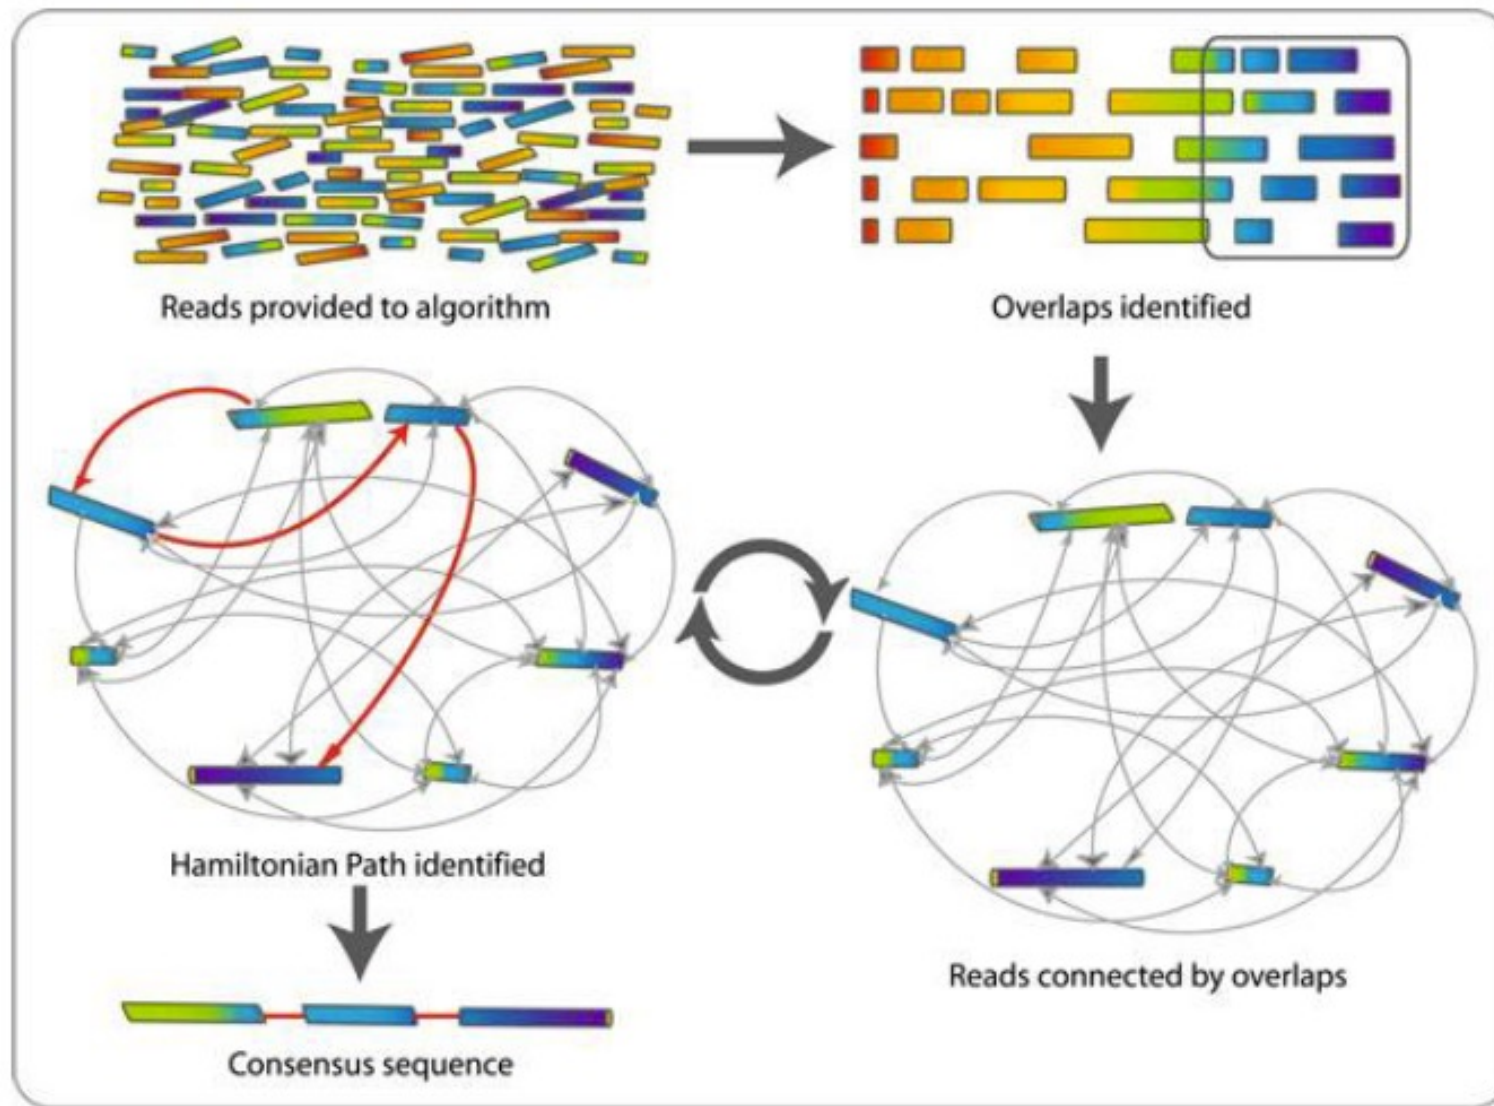 Reads provided to algorithm
Overlaps identified
Reads connected by overlaps
Hamiltonian Path identified
Consensus sequence